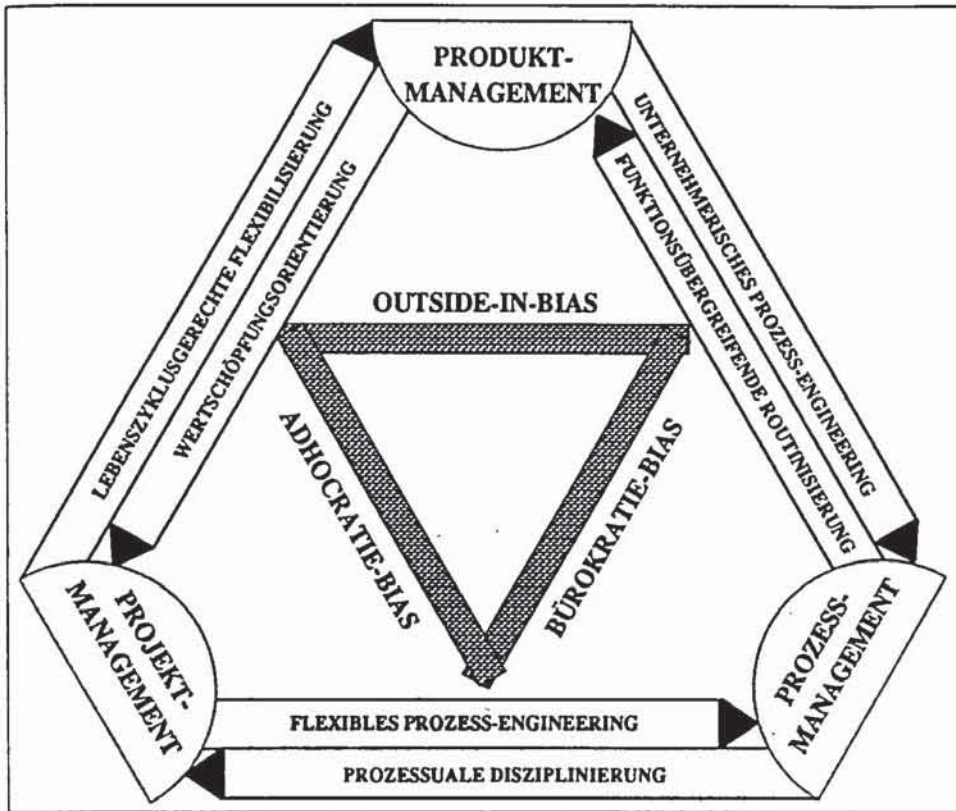 PRODUKT-
MANAGEMENT
LEBENSZYKLUSGERECHTE FLEXIBILISIERUNG
WERTSCHÖPFUNGSORIENTIERUNG
UNTERNEHMERISCHES PROZESS-ENGINEERING
FUNKTIONSÜBERGREIFENDE ROUTINISIERUNG
OUTSIDE-IN-BIAS
ADHOCRATIE-BIAS
BÜROKRATIE-BIAS
PROJEKT-
MANAGEMENT
PROZESS-
MANAGEMENT
FLEXIBLES PROZESS-ENGINEERING
PROZESSUALE DISZIPLINIERUNG